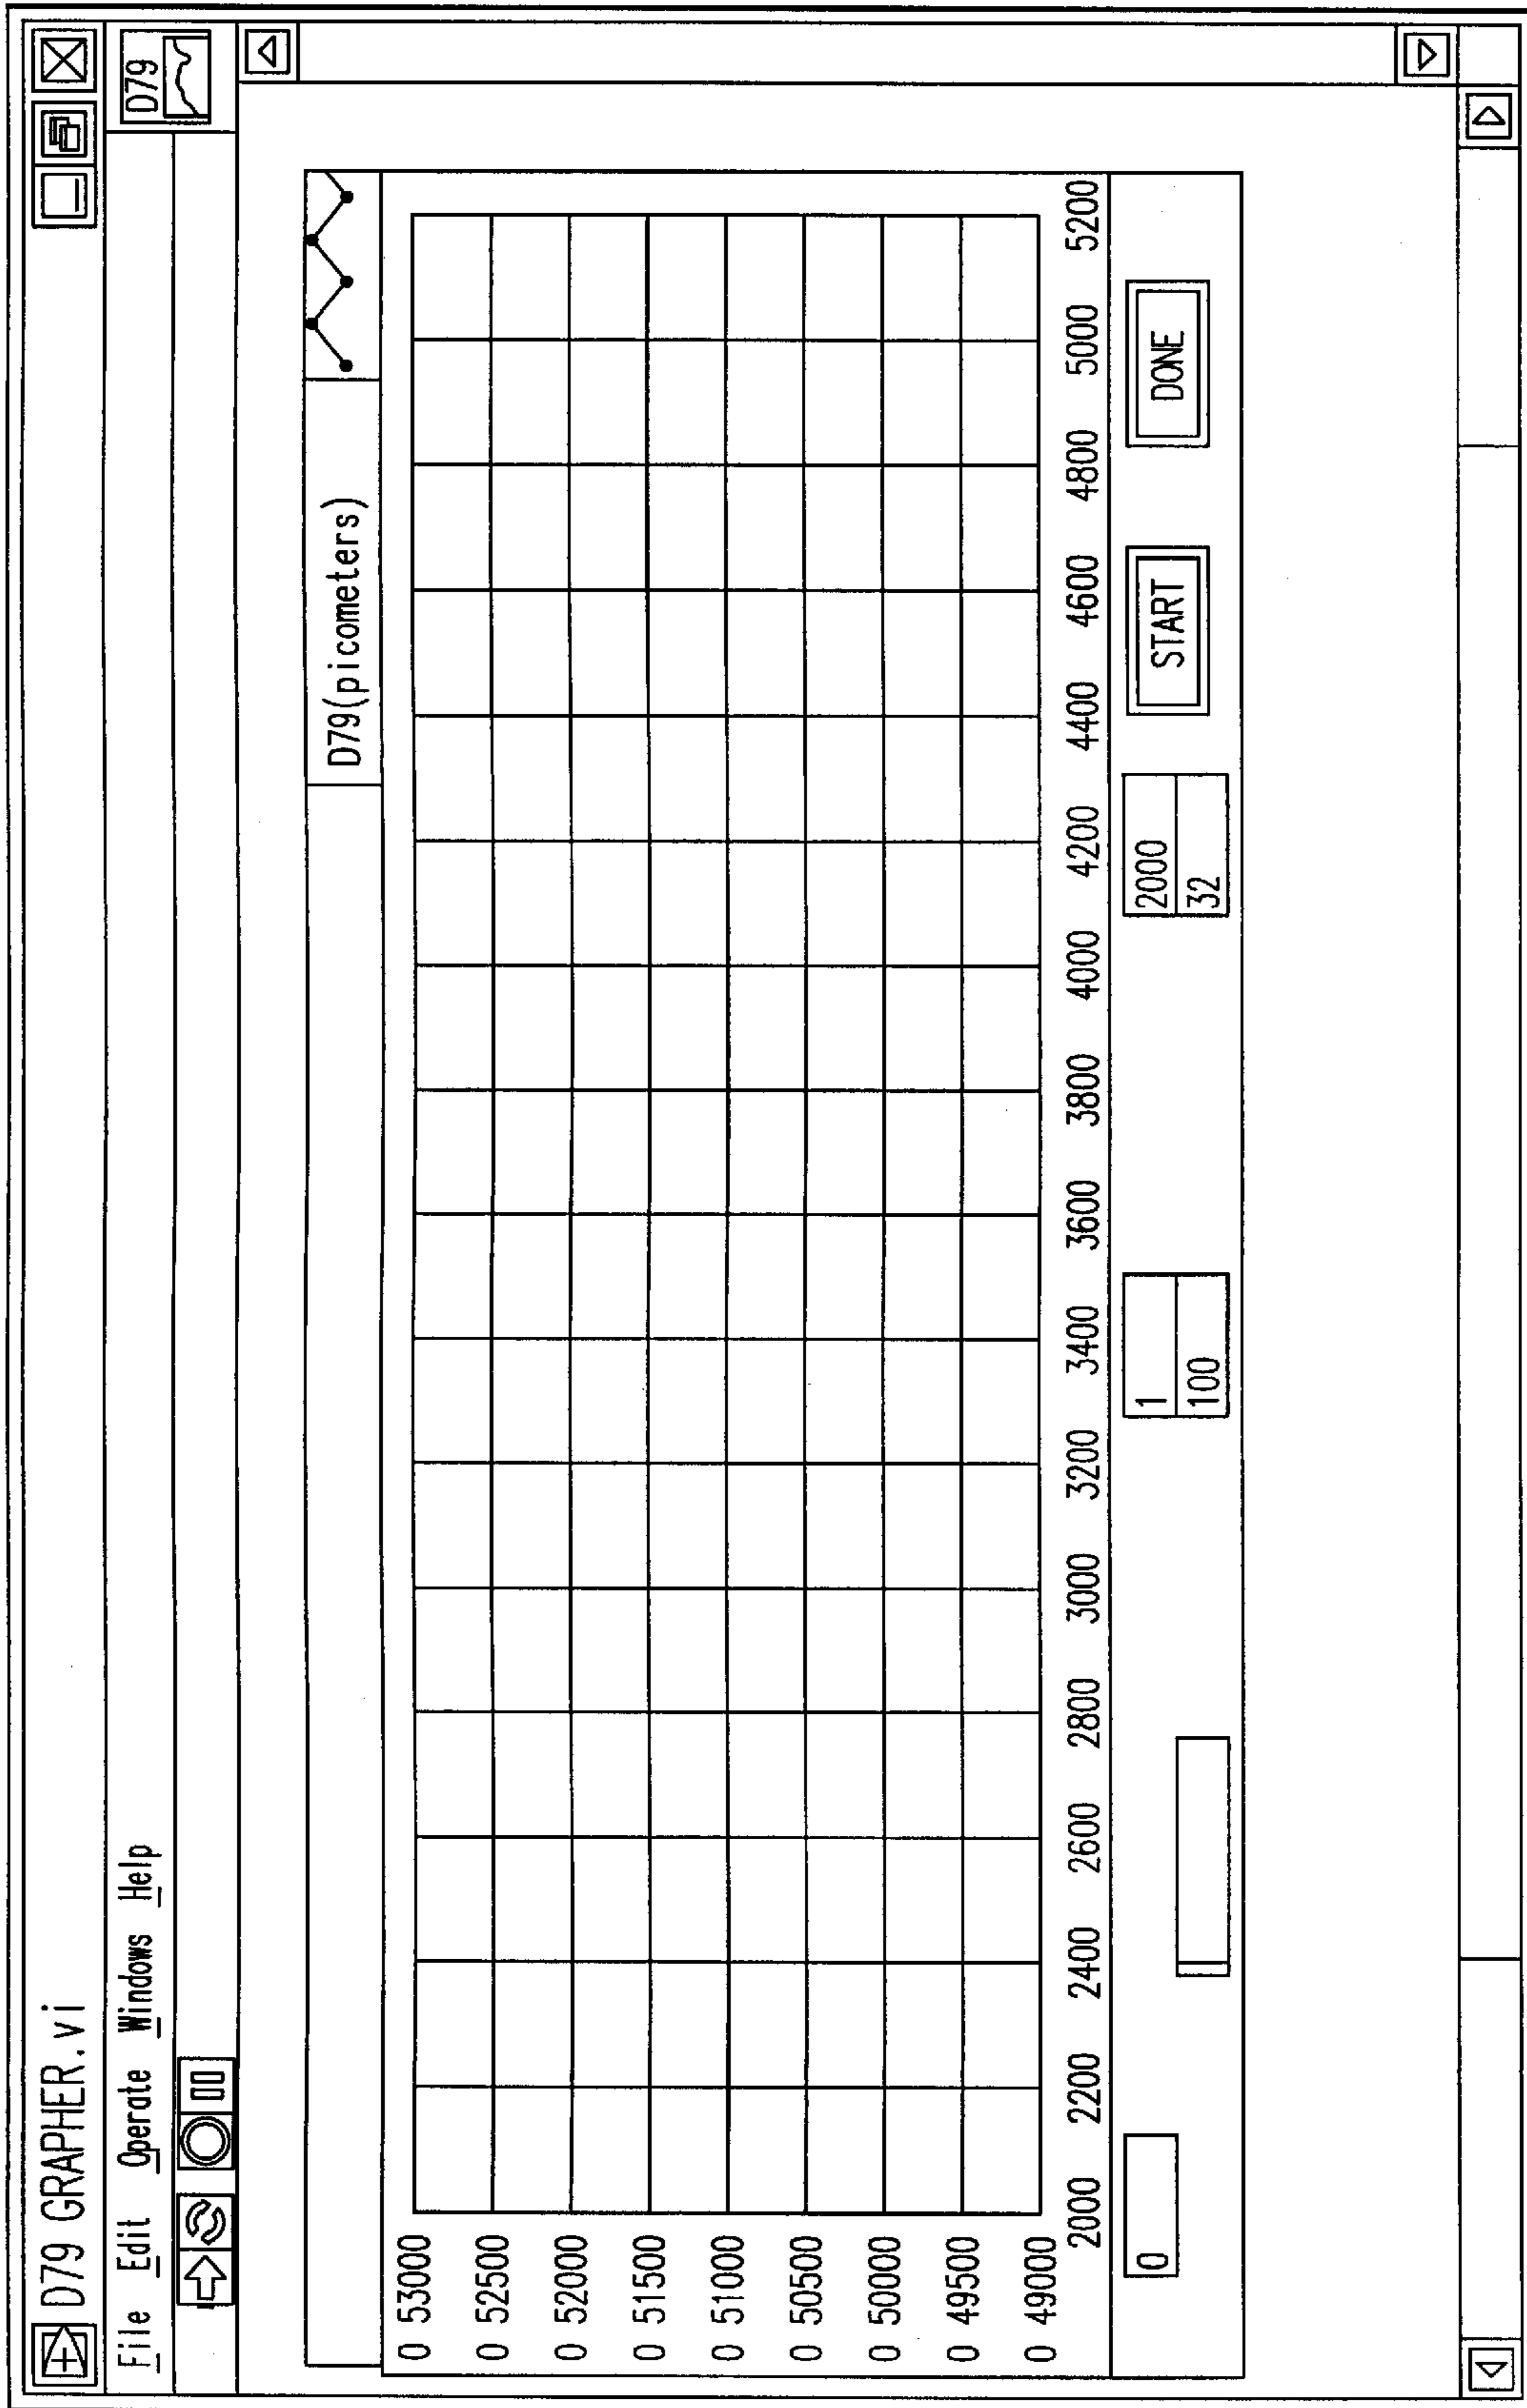 D79 GRAPHER.vi
File Edit Operate Windows Help
D79
D79(picometers)
0 53000
0 52500
0 52000
0 51500
0 51000
0 50500
0 50000
0 49500
0 49000
2000 2200 2400 2600 2800 3000 3200 3400 3600 3800 4000 4200 4400 4600 4800 5000 5200
0
1
100
2000
32
START
DONE